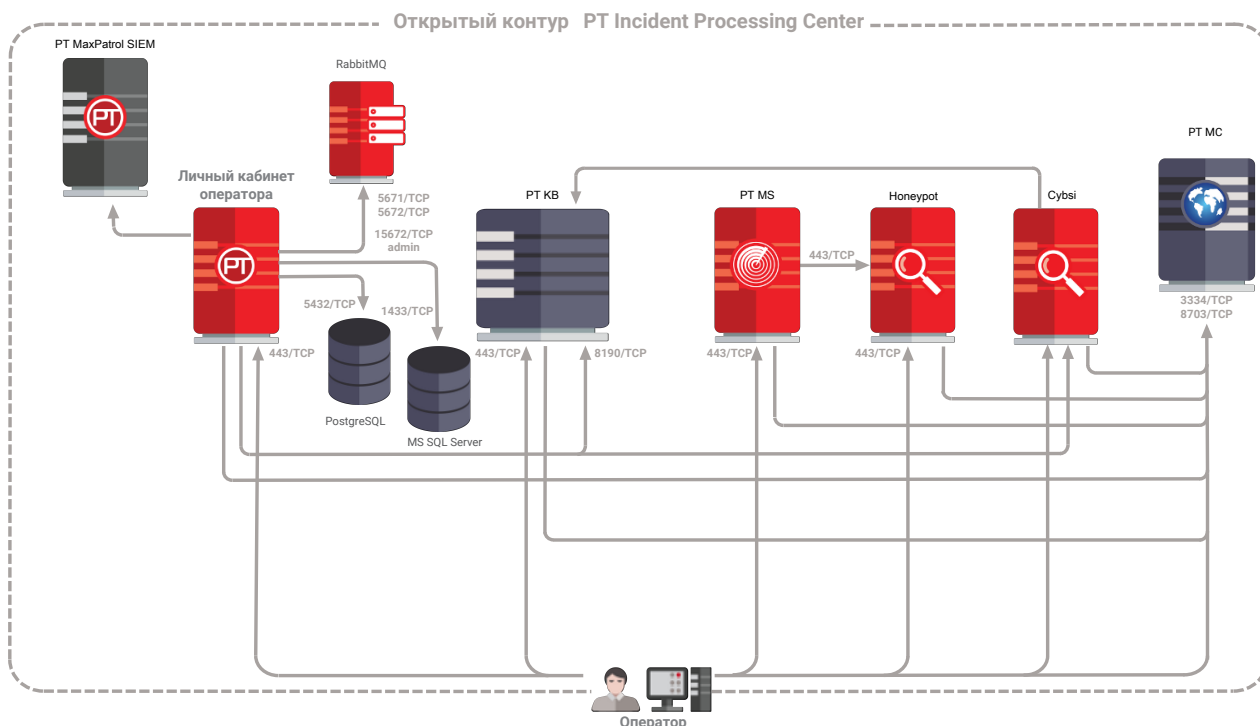 Открытый контур PT Incident Processing Center
PT MaxPatrol SIEM
RabbitMQ
PT MC
Личный кабинет
оператора
PT
PT
5671/TCP
5672/TCP
15672/TCP
admin
PT KB
PT MS
Honeypot
Cybsi
443/TCP
3334/TCP
8703/TCP
5432/TCP
1433/TCP
443/TCP
443/TCP
8190/TCP
443/TCP
443/TCP
PostgreSQL
MS SQL Server
Оператор